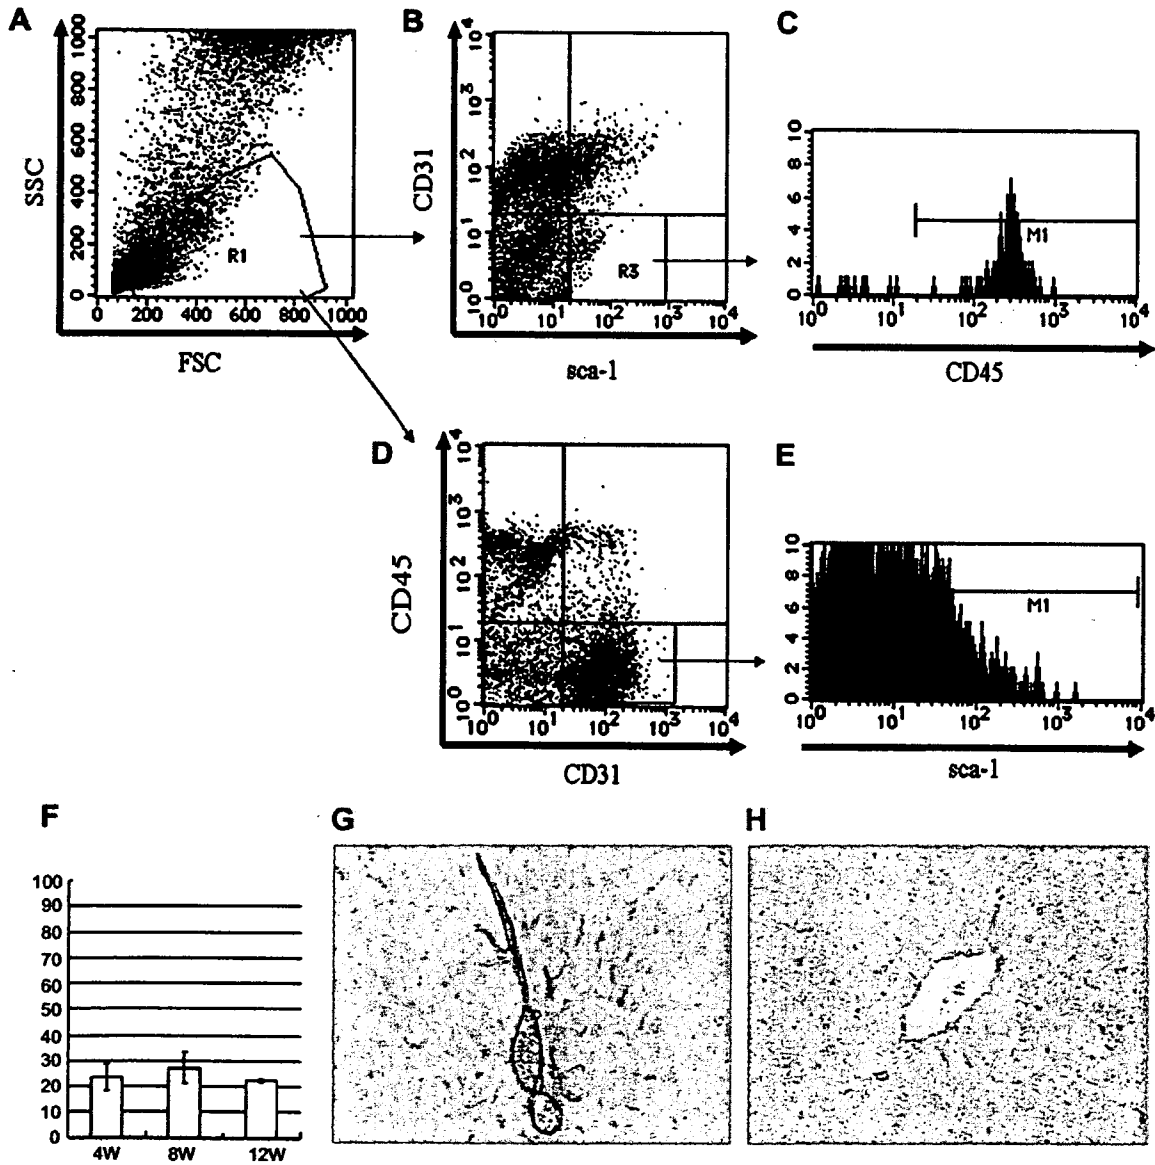 A
SSC
1000
800
600
400
200
0
R1
0 200 400 600 800 1000
FSC
B
CD31
10^4
10^3
10^2
10^1
10^0
R3
10^0 10^1 10^2 10^3 10^4
sca-1
C
10
8
6
4
2
0
M1
10^0 10^1 10^2 10^3 10^4
CD45
D
CD45
10^4
10^3
10^2
10^1
10^0
10^0 10^1 10^2 10^3 10^4
CD31
E
10
8
6
4
2
0
M1
10^0 10^1 10^2 10^3 10^4
sca-1
F
100
90
80
70
60
50
40
30
20
10
0
4W 8W 12W
G
H